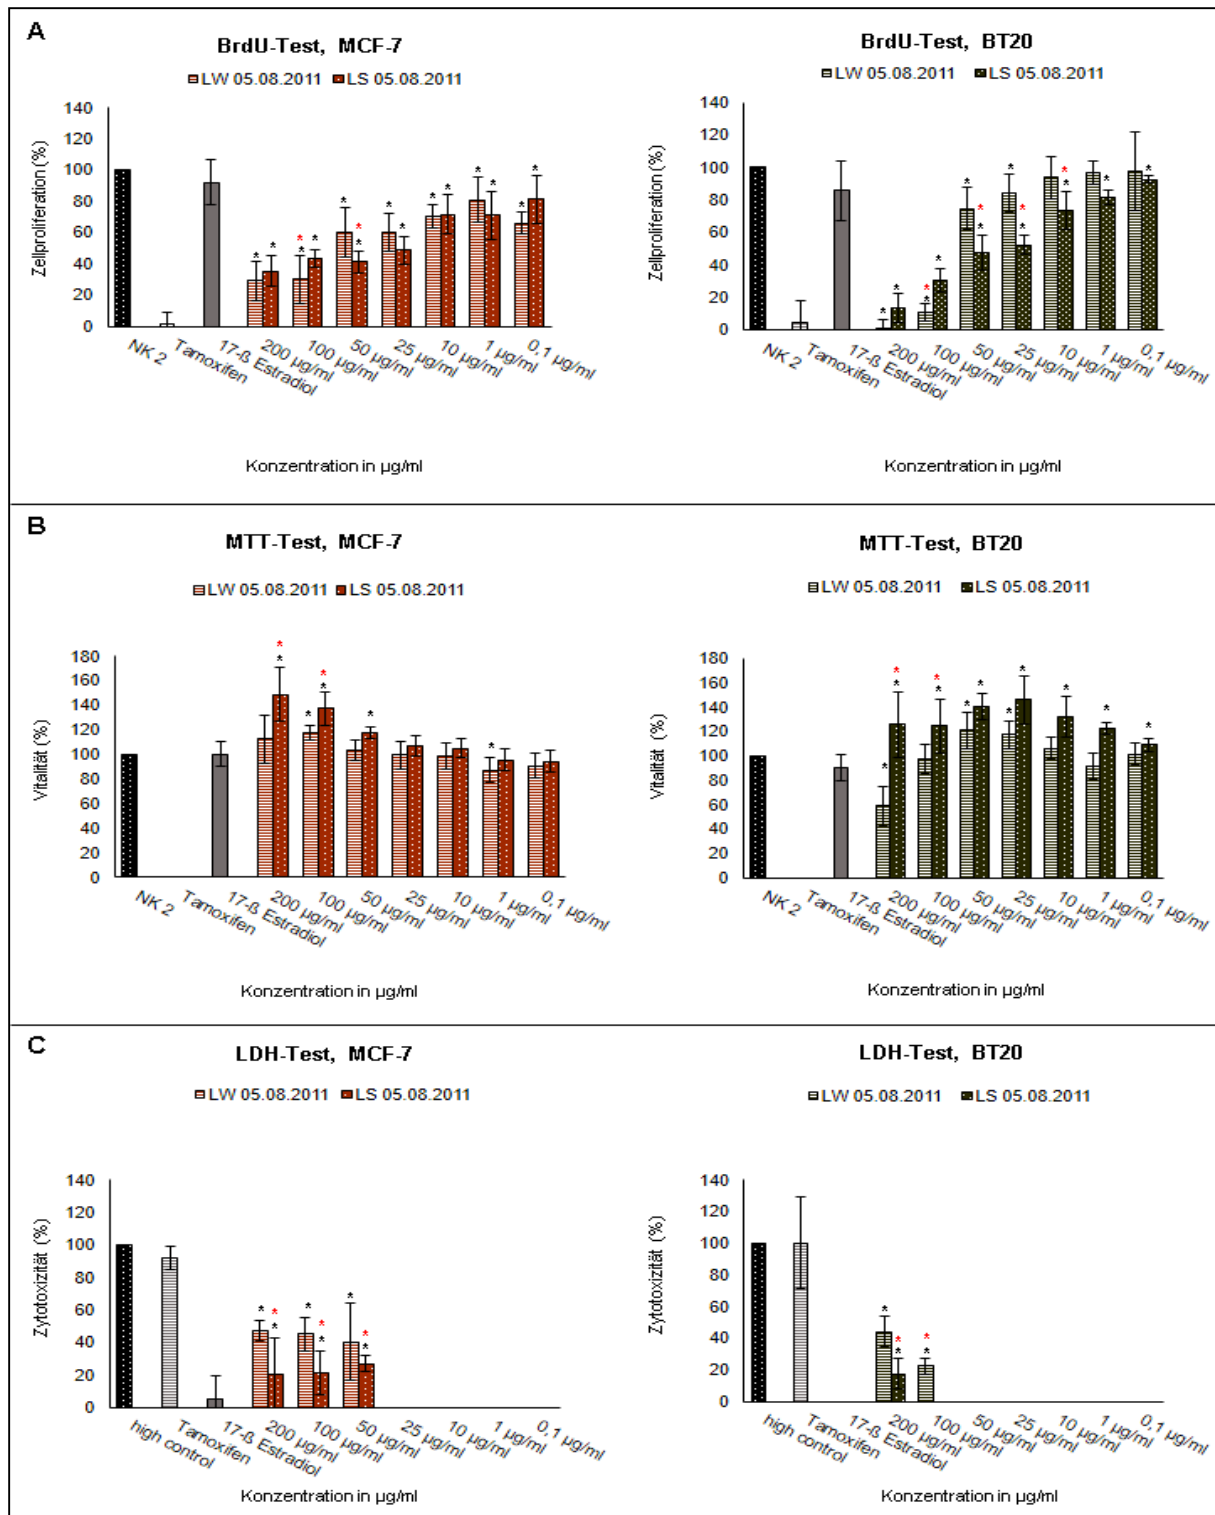 A
BrdU-Test, MCF-7
LW 05.08.2011 LS 05.08.2011
Zellproliferation (%)
140
120
100
80
60
40
20
0
NK 2
Tamoxifen
17-ß Estradiol
200 µg/ml
100 µg/ml
50 µg/ml
25 µg/ml
10 µg/ml
1 µg/ml
0,1 µg/ml
Konzentration in µg/ml
BrdU-Test, BT20
LW 05.08.2011 LS 05.08.2011
Zellproliferation (%)
140
120
100
80
60
40
20
0
NK 2
Tamoxifen
17-ß Estradiol
200 µg/ml
100 µg/ml
50 µg/ml
25 µg/ml
10 µg/ml
1 µg/ml
0,1 µg/ml
Konzentration in µg/ml
B
MTT-Test, MCF-7
LW 05.08.2011 LS 05.08.2011
Vitalität (%)
180
160
140
120
100
80
60
40
20
0
NK 2
Tamoxifen
17-ß Estradiol
200 µg/ml
100 µg/ml
50 µg/ml
25 µg/ml
10 µg/ml
1 µg/ml
0,1 µg/ml
Konzentration in µg/ml
MTT-Test, BT20
LW 05.08.2011 LS 05.08.2011
Vitalität (%)
180
160
140
120
100
80
60
40
20
0
NK 2
Tamoxifen
17-ß Estradiol
200 µg/ml
100 µg/ml
50 µg/ml
25 µg/ml
10 µg/ml
1 µg/ml
0,1 µg/ml
Konzentration in µg/ml
C
LDH-Test, MCF-7
LW 05.08.2011 LS 05.08.2011
Zytotoxizität (%)
140
120
100
80
60
40
20
0
high control
Tamoxifen
17-ß Estradiol
200 µg/ml
100 µg/ml
50 µg/ml
25 µg/ml
10 µg/ml
1 µg/ml
0,1 µg/ml
Konzentration in µg/ml
LDH-Test, BT20
LW 05.08.2011 LS 05.08.2011
Zytotoxizität (%)
140
120
100
80
60
40
20
0
high control
Tamoxifen
17-ß Estradiol
200 µg/ml
100 µg/ml
50 µg/ml
25 µg/ml
10 µg/ml
1 µg/ml
0,1 µg/ml
Konzentration in µg/ml